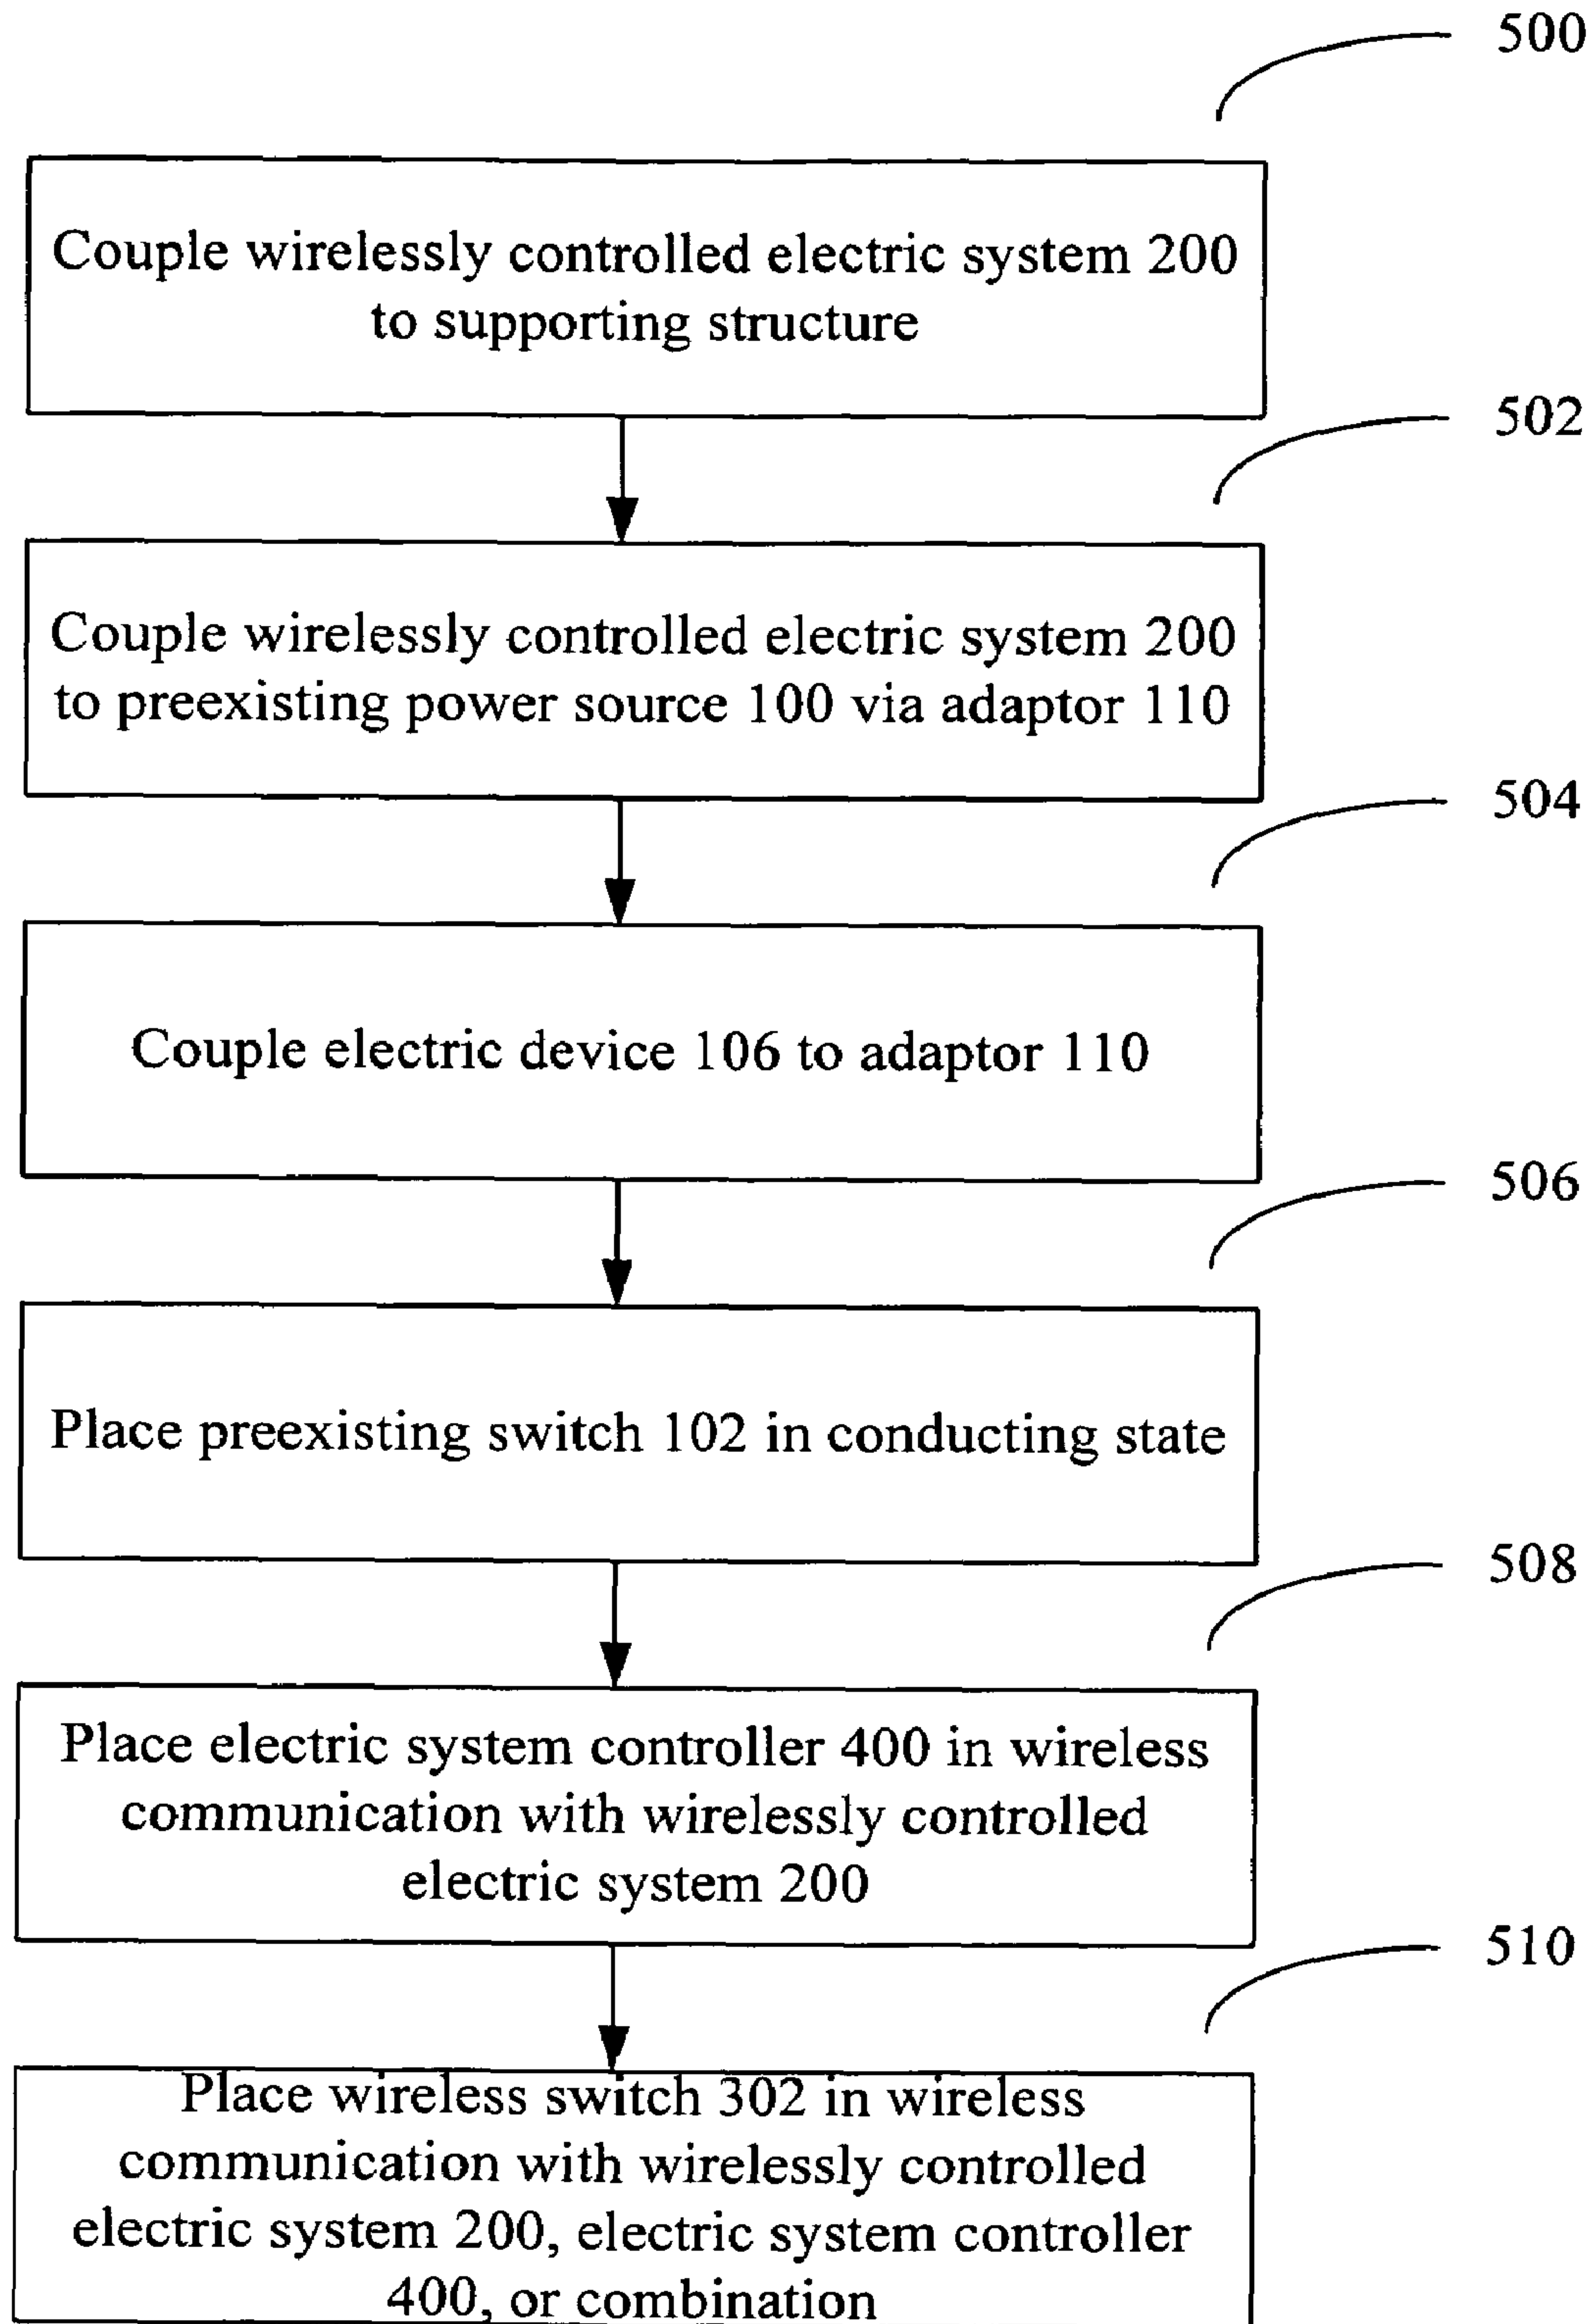 500
Couple wirelessly controlled electric system 200
to supporting structure
502
Couple wirelessly controlled electric system 200
to preexisting power source 100 via adaptor 110
504
Couple electric device 106 to adaptor 110
506
Place preexisting switch 102 in conducting state
508
Place electric system controller 400 in wireless
communication with wirelessly controlled
electric system 200
510
Place wireless switch 302 in wireless
communication with wirelessly controlled
electric system 200, electric system controller
400, or combination